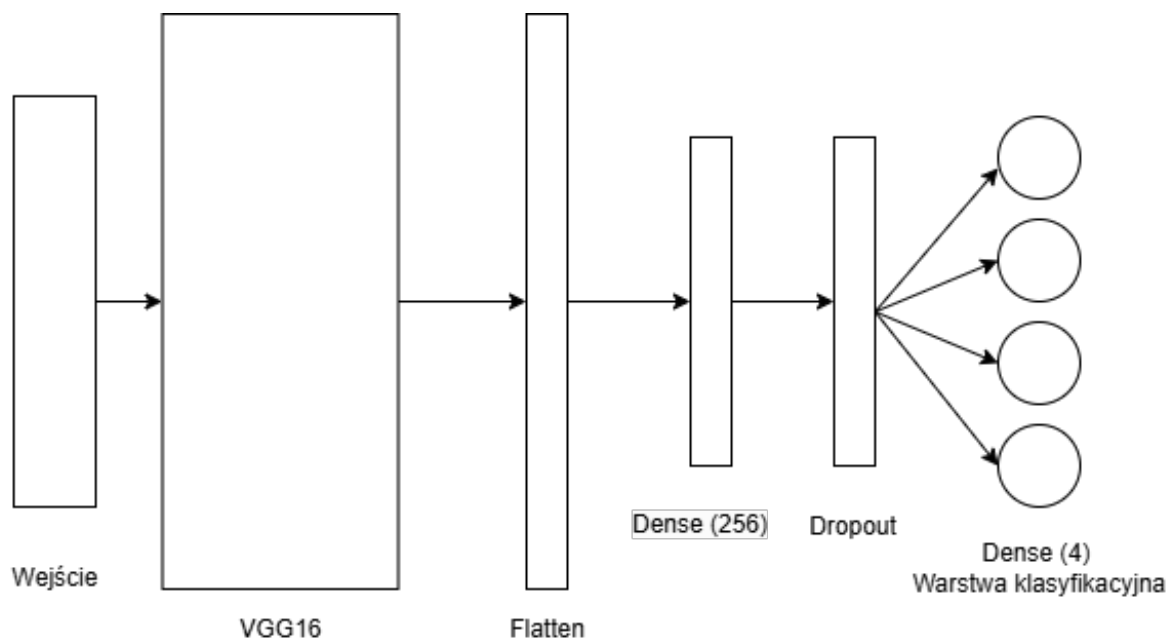 Wejście
VGG16
Flatten
Dense (256)
Dropout
Dense (4)
Warstwa klasyfikacyjna